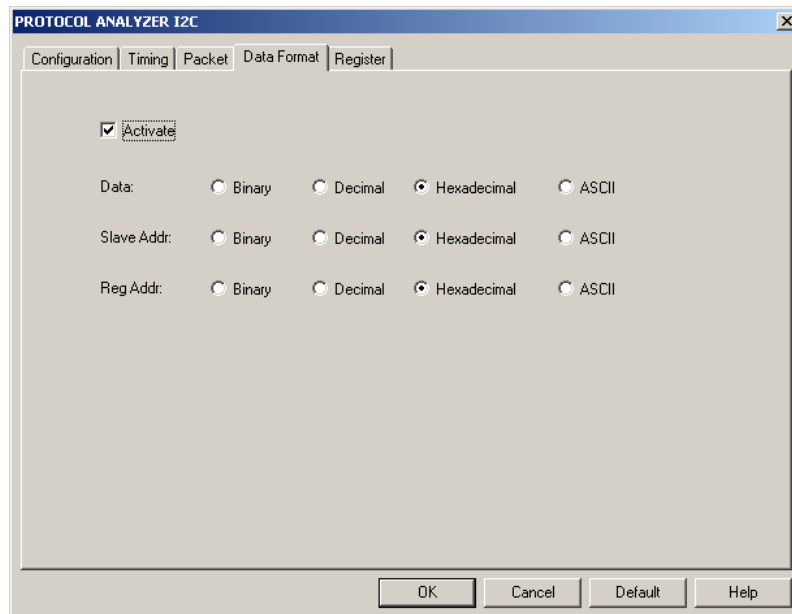 PROTOCOL ANALYZER I2C
Configuration Timing Packet Data Format Register
Activate
Data: Binary Decimal Hexadecimal ASCII
Slave Addr: Binary Decimal Hexadecimal ASCII
Reg Addr: Binary Decimal Hexadecimal ASCII
OK Cancel Default Help